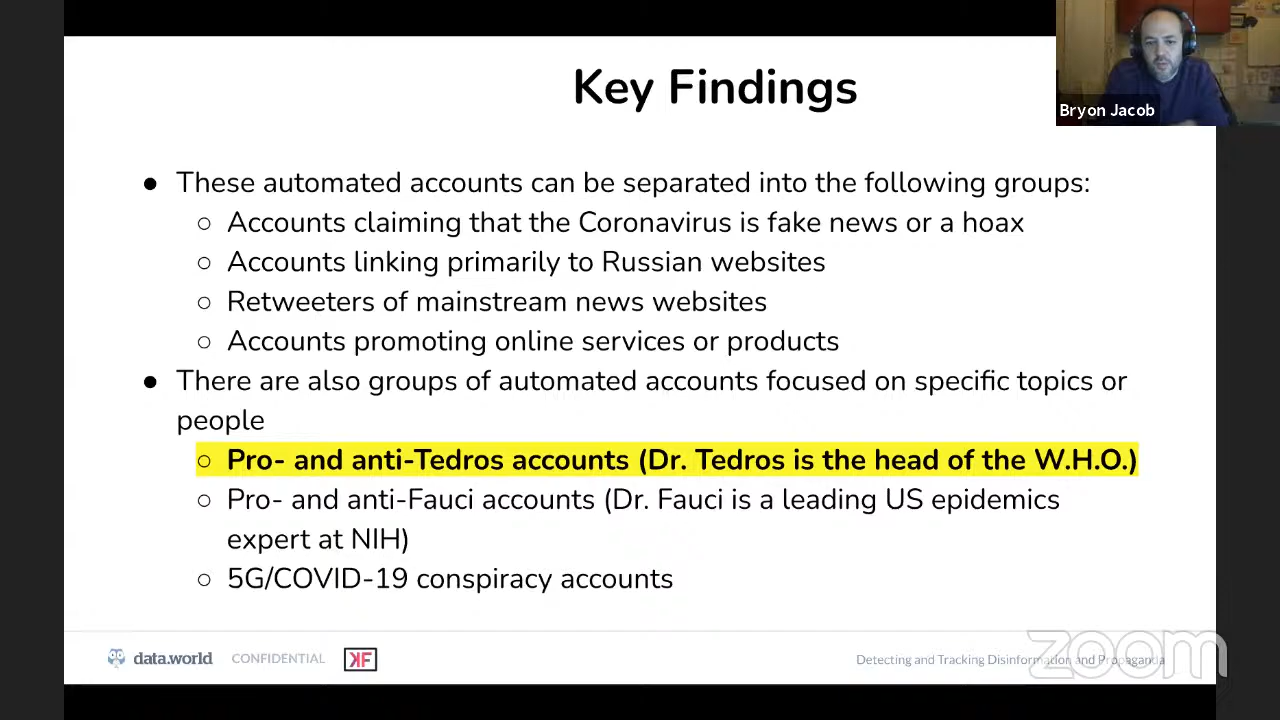 Key Findings
Bryon Jacob
● These automated accounts can be separated into the following groups:
○ Accounts claiming that the Coronavirus is fake news or a hoax
○ Accounts linking primarily to Russian websites
○ Retweeters of mainstream news websites
○ Accounts promoting online services or products
● There are also groups of automated accounts focused on specific topics or
people
○ Pro- and anti-Tedros accounts (Dr. Tedros is the head of the W.H.O.)
○ Pro- and anti-Fauci accounts (Dr. Fauci is a leading US epidemics
expert at NIH)
○ 5G/COVID-19 conspiracy accounts
data.world CONFIDENTIAL KF Detecting and Tracking Disinformation and Propaganda
zoom